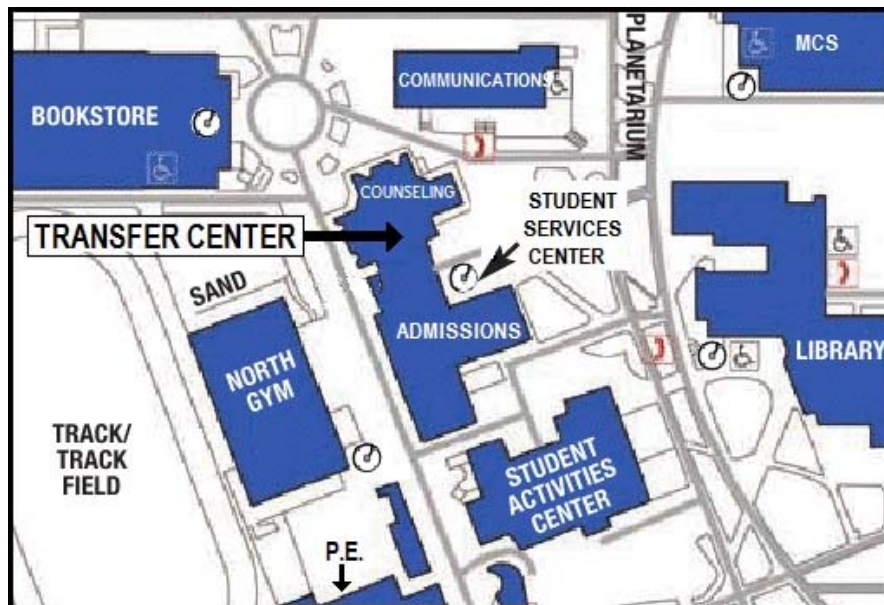 PLANETARIUM
MCS
COMMUNICATIONS
BOOKSTORE
COUNSELING
STUDENT
SERVICES
CENTER
TRANSFER CENTER
SAND
ADMISSIONS
NORTH
GYM
LIBRARY
TRACK/
TRACK
FIELD
STUDENT
ACTIVITIES
CENTER
P.E.